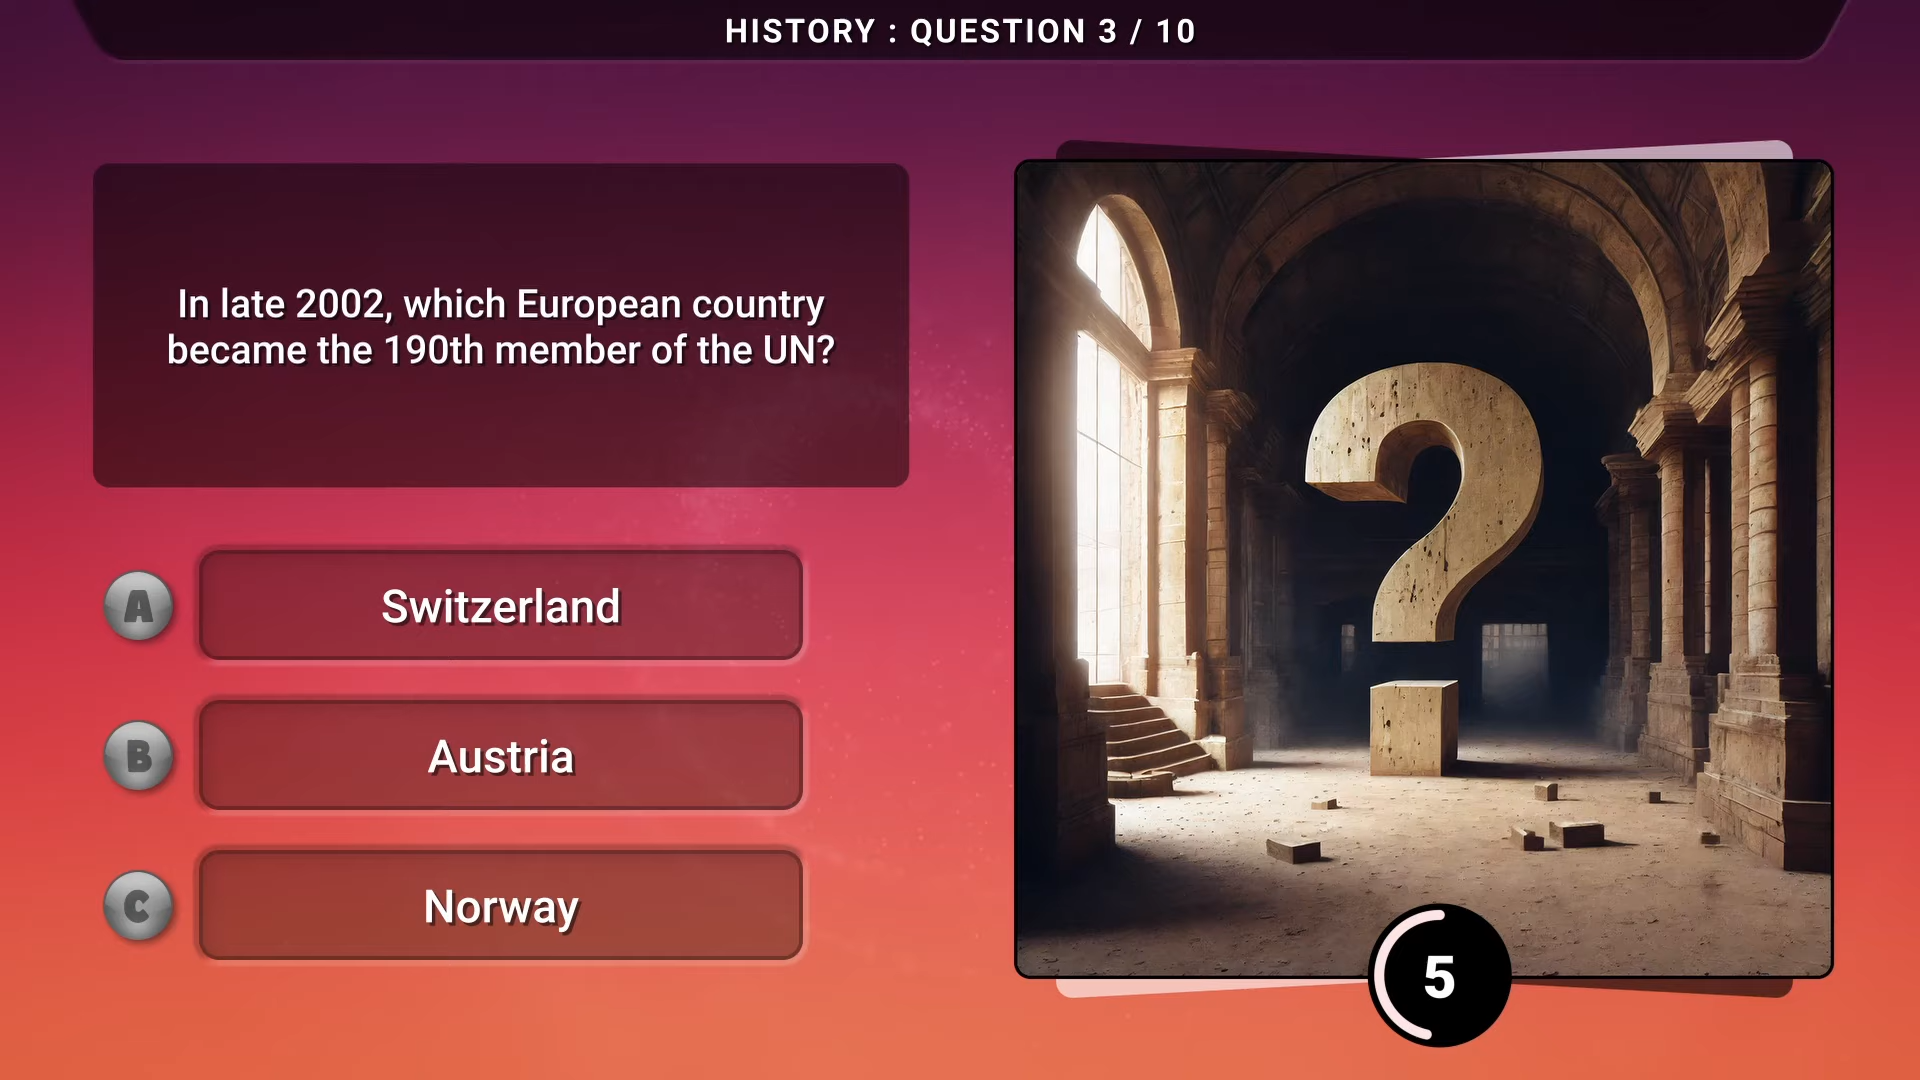 HISTORY : QUESTION 3 / 10
In late 2002, which European country
became the 190th member of the UN?
A
Switzerland
B
Austria
C
Norway
?
5